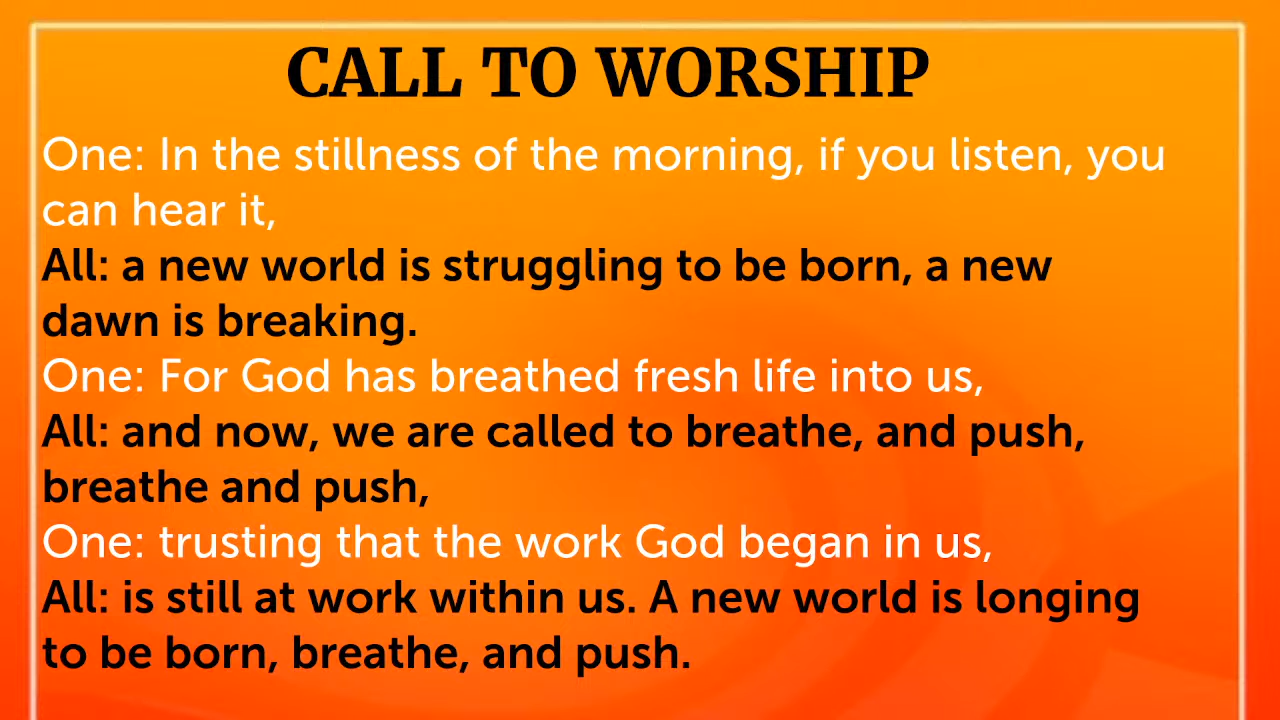 CALL TO WORSHIP
One: In the stillness of the morning, if you listen, you
can hear it,
All: a new world is struggling to be born, a new
dawn is breaking.
One: For God has breathed fresh life into us,
All: and now, we are called to breathe, and push,
breathe and push,
One: trusting that the work God began in us,
All: is still at work within us. A new world is longing
to be born, breathe, and push.